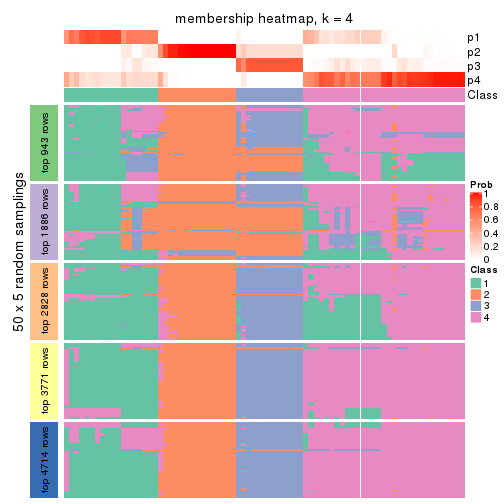 membership heatmap, k = 4
p1
p2
p3
p4
Class
50 x 5 random samplings
top 943 rows
top 1886 rows
top 2828 rows
top 3771 rows
top 4714 rows
Prob
1
0.8
0.6
0.4
0.2
0
Class
1
2
3
4